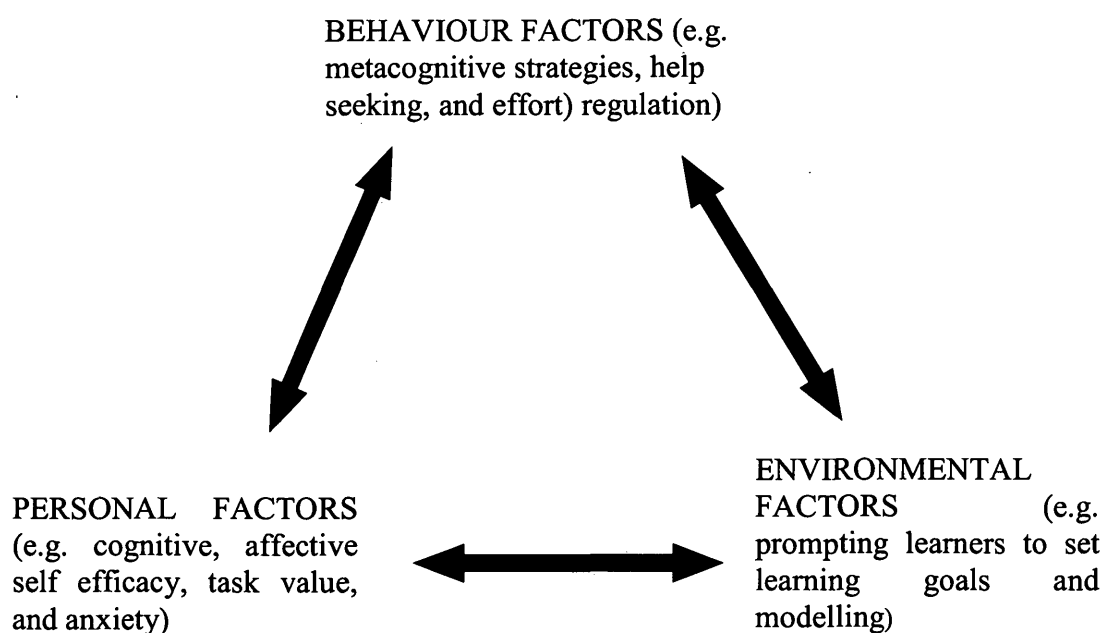 BEHAVIOUR FACTORS (e.g.
metacognitive strategies, help
seeking, and effort) regulation)
PERSONAL FACTORS
(e.g. cognitive, affective
self efficacy, task value,
and anxiety)
ENVIRONMENTAL
FACTORS (e.g.
prompting learners to set
learning goals and
modelling)